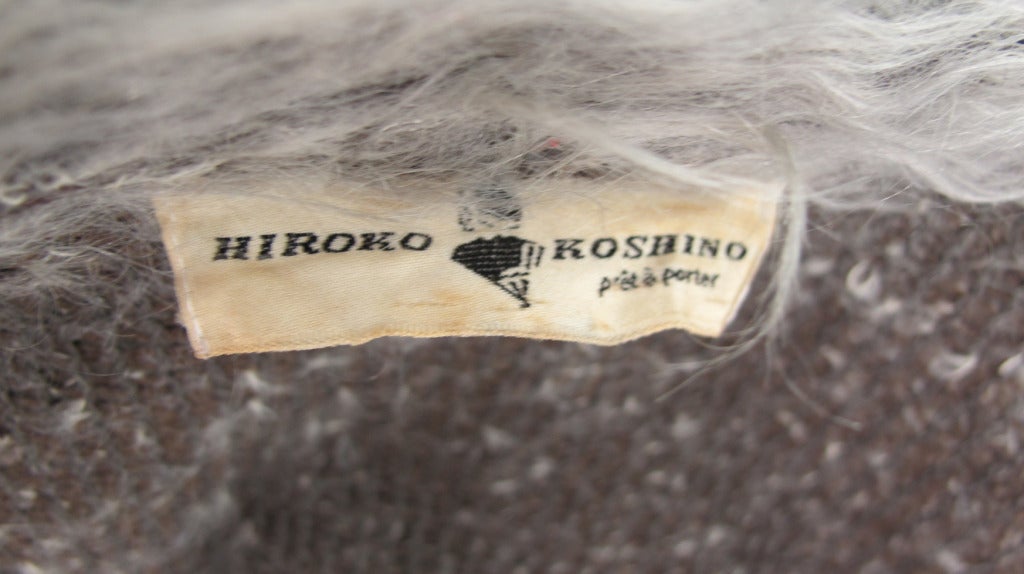 HIROKO KOSHINO
prêt à porter